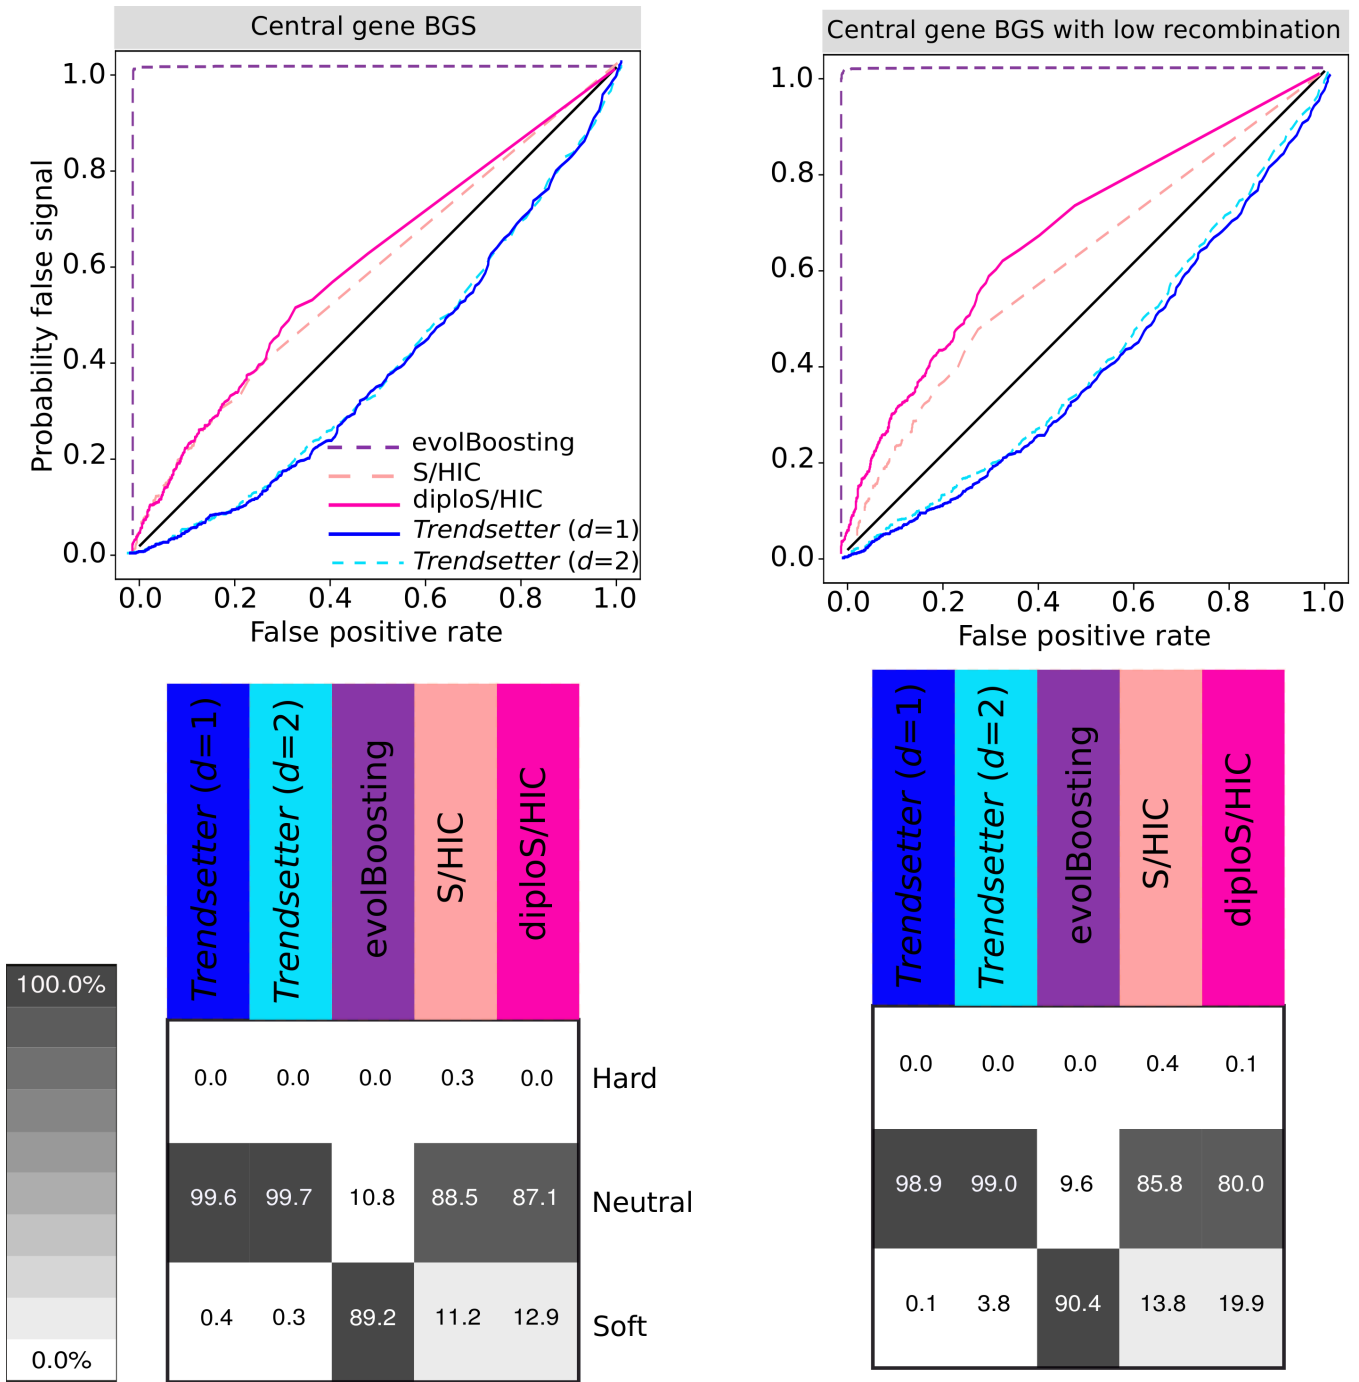 Central gene BGS
Central gene BGS with low recombination
Probability false signal
1.0
0.8
0.6
0.4
0.2
0.0
0.0 0.2 0.4 0.6 0.8 1.0
False positive rate
evolBoosting
S/HIC
diploS/HIC
Trendsetter (d=1)
Trendsetter (d=2)
1.0
0.8
0.6
0.4
0.2
0.0
0.0 0.2 0.4 0.6 0.8 1.0
False positive rate
100.0%
0.0%
Trendsetter (d=1)
Trendsetter (d=2)
evolBoosting
S/HIC
diploS/HIC
0.0 0.0 0.0 0.3 0.0 Hard
99.6 99.7 10.8 88.5 87.1 Neutral
0.4 0.3 89.2 11.2 12.9 Soft
Trendsetter (d=1)
Trendsetter (d=2)
evolBoosting
S/HIC
diploS/HIC
0.0 0.0 0.0 0.4 0.1
98.9 99.0 9.6 85.8 80.0
0.1 3.8 90.4 13.8 19.9